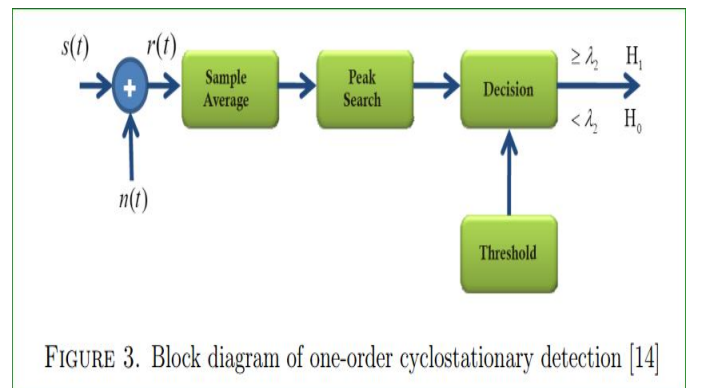 s(t)
r(t)
+
n(t)
Sample
Average
Peak
Search
Decision
≥ λ₂ H₁
< λ₂ H₀
Threshold
FIGURE 3. Block diagram of one-order cyclostationary detection [14]